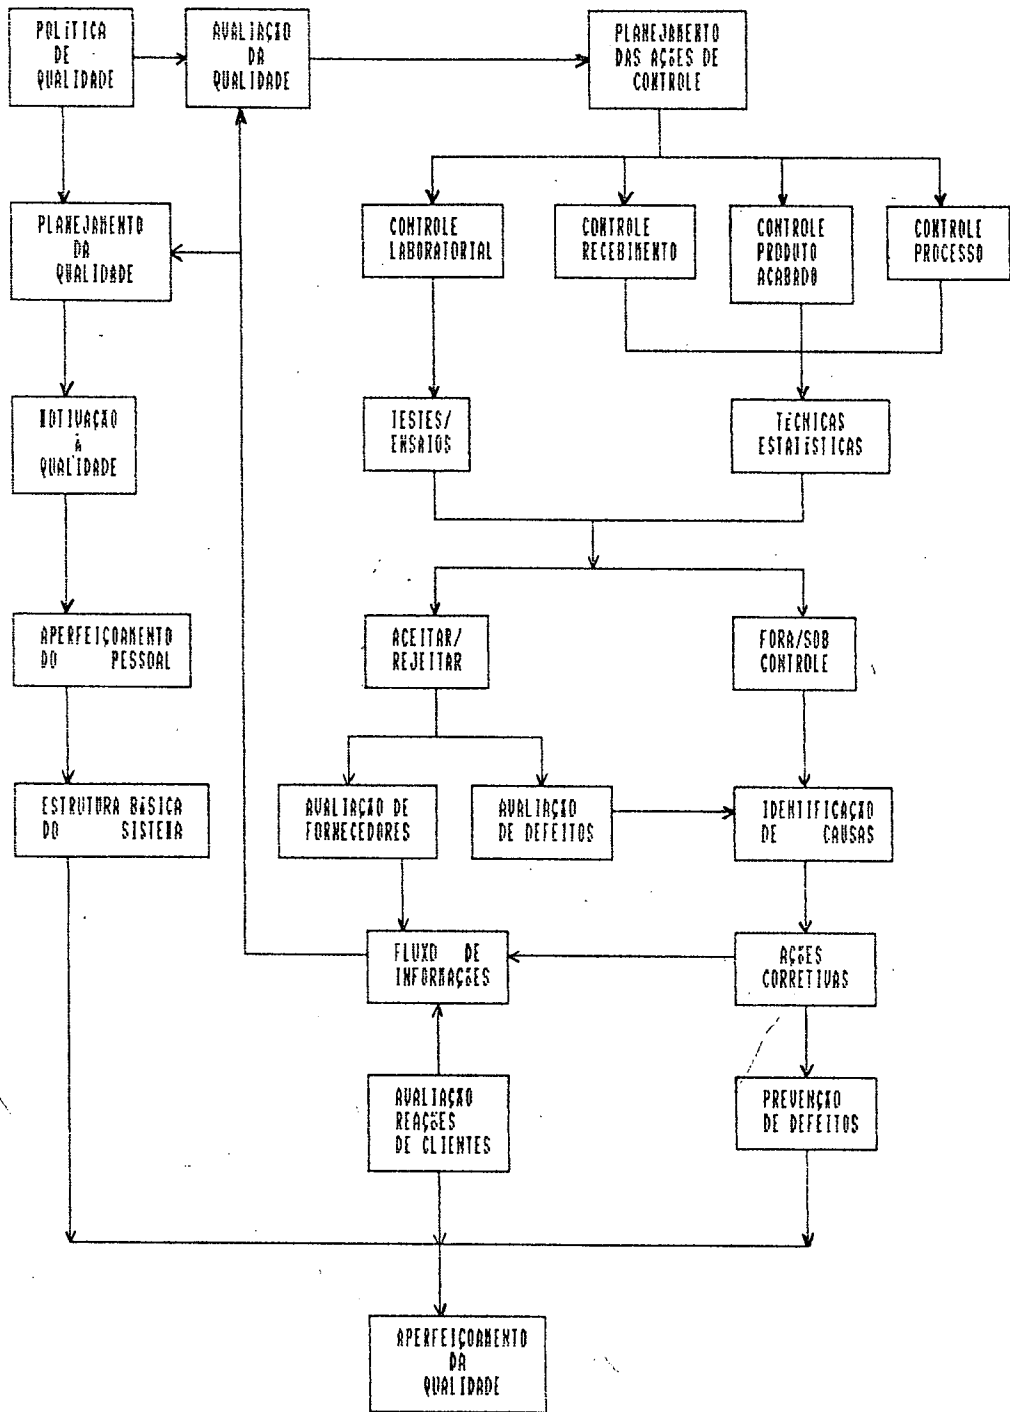 POLÍTICA
DE
QUALIDADE
AVALIAÇÃO
DA
QUALIDADE
PLANEJAMENTO
DAS AÇÕES DE
CONTROLE
PLANEJAMENTO
DA
QUALIDADE
CONTROLE
LABORATORIAL
CONTROLE
RECEBIMENTO
CONTROLE
PRODUTO
ACABADO
CONTROLE
PROCESSO
MOTIVAÇÃO
À
QUALIDADE
TESTES/
ENSAIOS
TÉCNICAS
ESTATÍSTICAS
APERFEIÇOAMENTO
DO PESSOAL
ACEITAR/
REJEITAR
FORA/SOB
CONTROLE
ESTRUTURA BÁSICA
DO SISTEMA
AVALIAÇÃO DE
FORNECEDORES
AVALIAÇÃO
DE DEFEITOS
IDENTIFICAÇÃO
DE CAUSAS
FLUXO DE
INFORMAÇÕES
AÇÕES
CORRETIVAS
AVALIAÇÃO
REAÇÕES
DE CLIENTES
PREVENÇÃO
DE DEFEITOS
APERFEIÇOAMENTO
DA
QUALIDADE